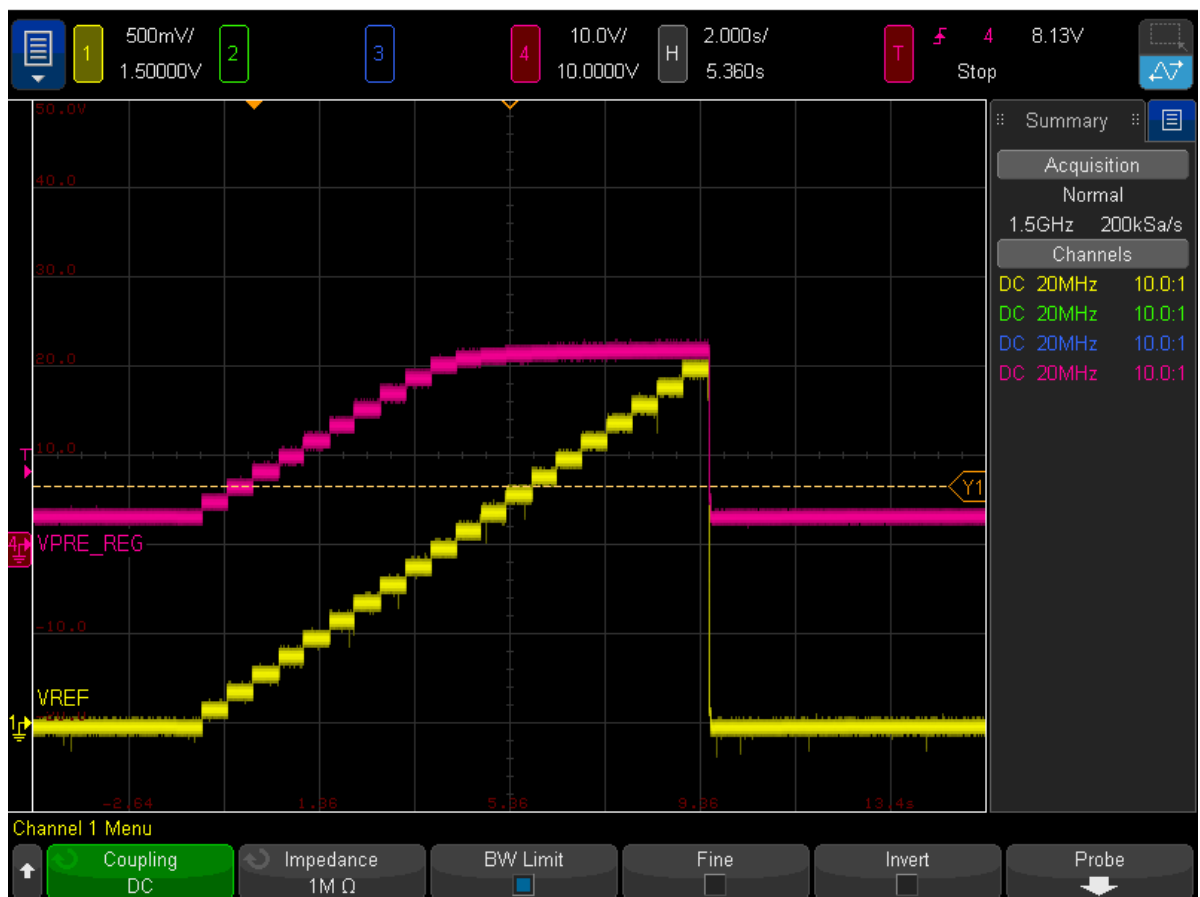 1 500mV/ 1.50000V
2
3
4 10.0V/ 10.0000V
H 2.000s/ 5.360s
T 4 8.13V
Stop
50.0V
40.0
30.0
20.0
10.0
-10.0
T
4
VPRE_REG
VREF
1
Y1
-2.64 1.36 5.36 9.36 13.4s
Summary
Acquisition
Normal
1.5GHz 200kSa/s
Channels
DC 20MHz 10.0:1
DC 20MHz 10.0:1
DC 20MHz 10.0:1
DC 20MHz 10.0:1
Channel 1 Menu
Coupling
DC
Impedance
1M Ω
BW Limit
Fine
Invert
Probe